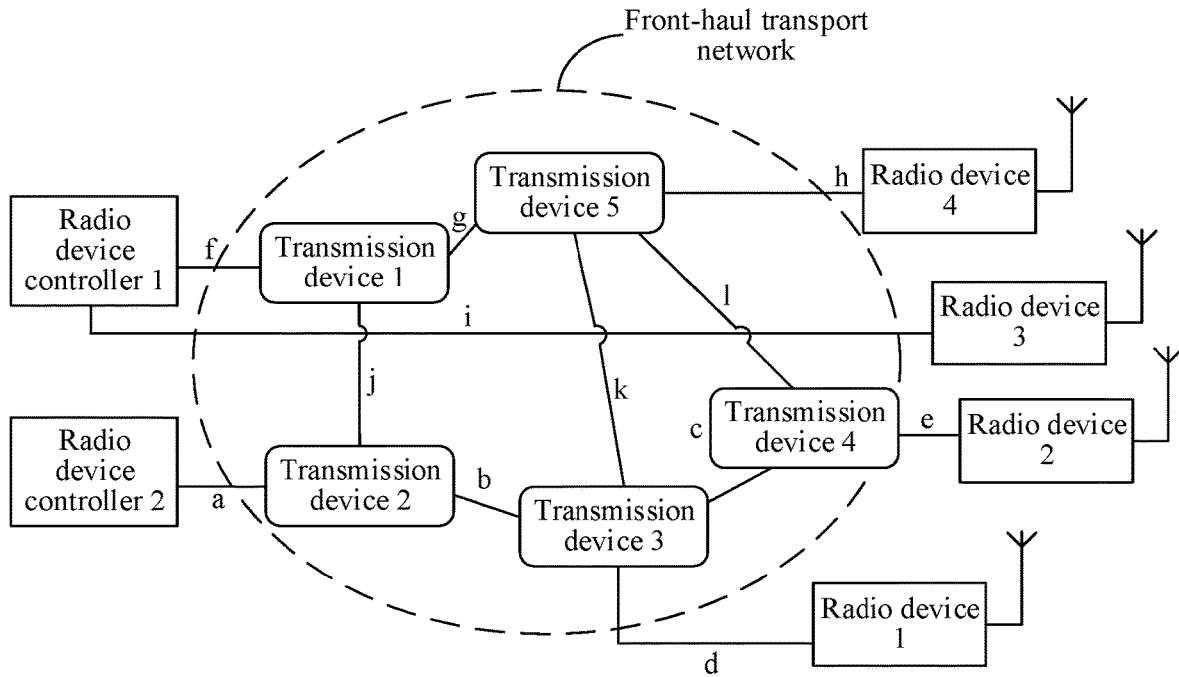 Front-haul transport
network
Transmission
device 5
h
Radio device
4
Radio
device
controller 1
f
Transmission
device 1
g
i
l
Radio device
3
j
k
c
Transmission
device 4
e
Radio device
2
Radio
device
controller 2
a
Transmission
device 2
b
Transmission
device 3
d
Radio device
1